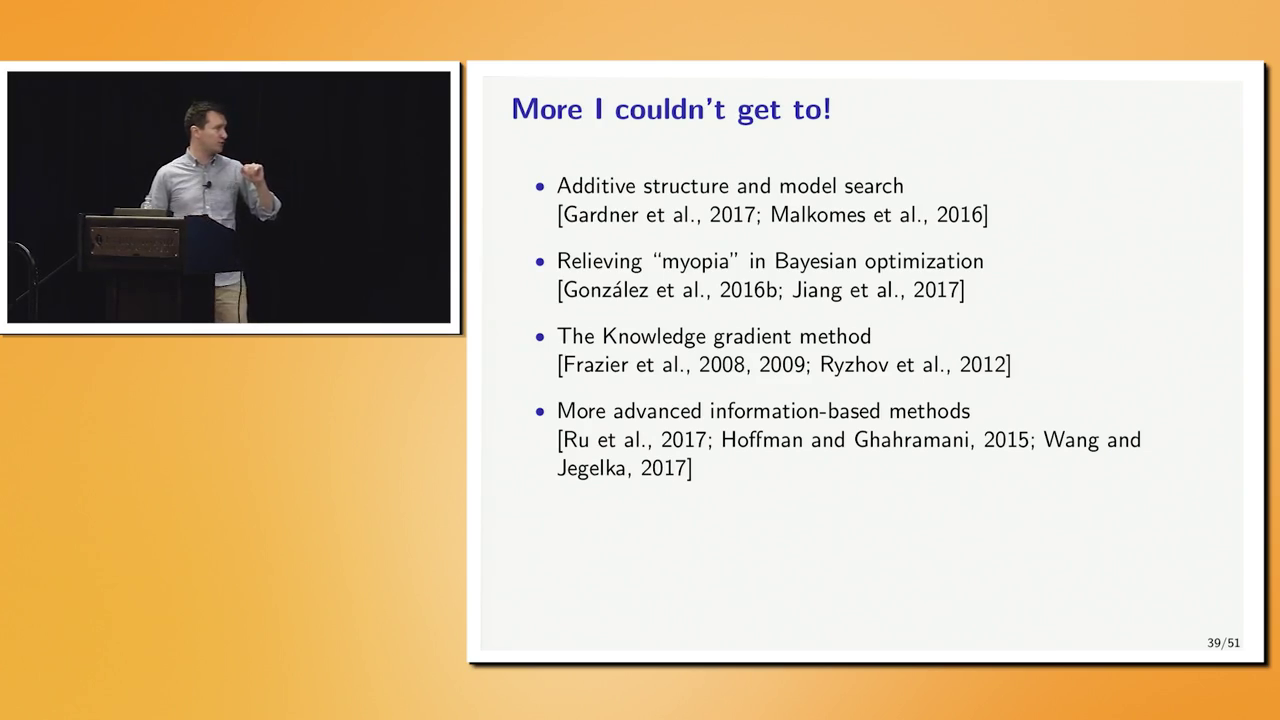 More I couldn't get to!
• Additive structure and model search
[Gardner et al., 2017; Malkomes et al., 2016]
• Relieving “myopia” in Bayesian optimization
[González et al., 2016b; Jiang et al., 2017]
• The Knowledge gradient method
[Frazier et al., 2008, 2009; Ryzhov et al., 2012]
• More advanced information-based methods
[Ru et al., 2017; Hoffman and Ghahramani, 2015; Wang and
Jegelka, 2017]
39/51